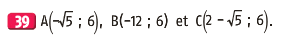 39 A(-√5 ; 6), B(-12 ; 6) et C(2 - √5 ; 6).